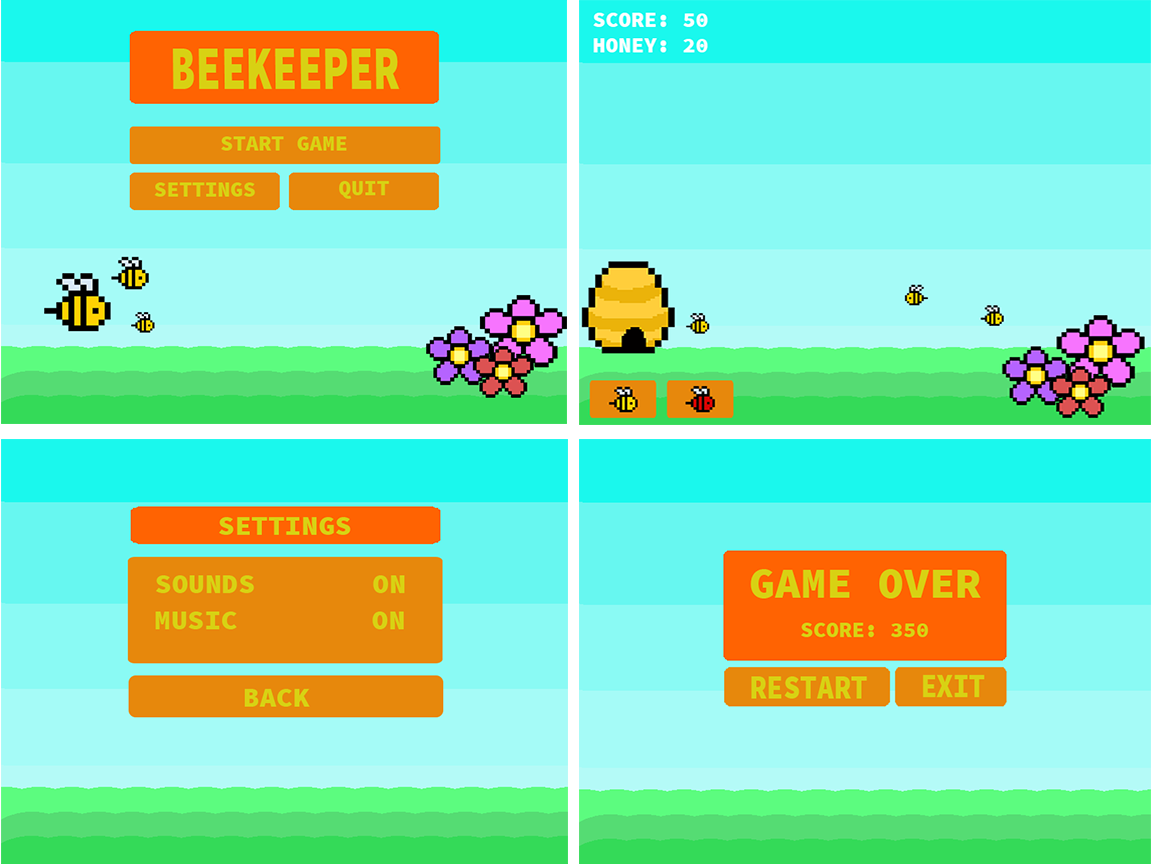 BEEKEEPER
START GAME
SETTINGS QUIT
SCORE: 50
HONEY: 20
SETTINGS
SOUNDS ON
MUSIC ON
BACK
GAME OVER
SCORE: 350
RESTART EXIT